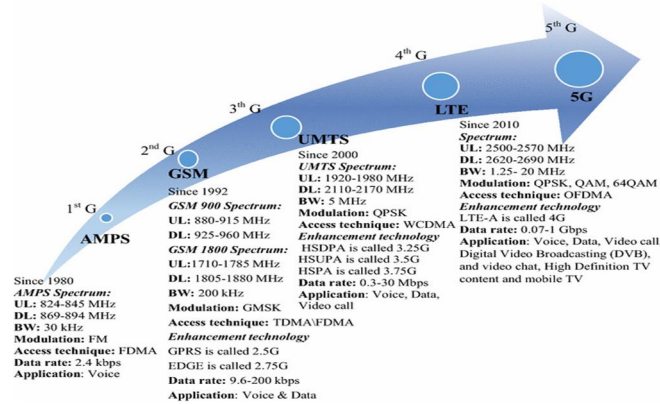 1st G
AMPS
Since 1980
AMPS Spectrum:
UL: 824-845 MHz
DL: 869-894 MHz
BW: 30 kHz
Modulation: FM
Access technique: FDMA
Data rate: 2.4 kbps
Application: Voice
2nd G
GSM
Since 1992
GSM 900 Spectrum:
UL: 880-915 MHz
DL: 925-960 MHz
GSM 1800 Spectrum:
UL:1710-1785 MHz
DL: 1805-1880 MHz
BW: 200 kHz
Modulation: GMSK
Access technique: TDMA\FDMA
Enhancement technology
GPRS is called 2.5G
EDGE is called 2.75G
Data rate: 9.6-200 kbps
Application: Voice & Data
3th G
UMTS
Since 2000
UMTS Spectrum:
UL: 1920-1980 MHz
DL: 2110-2170 MHz
BW: 5 MHz
Modulation: QPSK
Access technique: WCDMA
Enhancement technology
HSDPA is called 3.25G
HSUPA is called 3.5G
HSPA is called 3.75G
Data rate: 0.3-30 Mbps
Application: Voice, Data,
Video call
4th G
LTE
Since 2010
Spectrum:
UL: 2500-2570 MHz
DL: 2620-2690 MHz
BW: 1.25- 20 MHz
Modulation: QPSK, QAM, 64QAM
Access technique: OFDMA
Enhancement technology
LTE-A is called 4G
Data rate: 0.07-1 Gbps
Application: Voice, Data, Video call
Digital Video Broadcasting (DVB),
and video chat, High Definition TV
content and mobile TV
5th G
5G